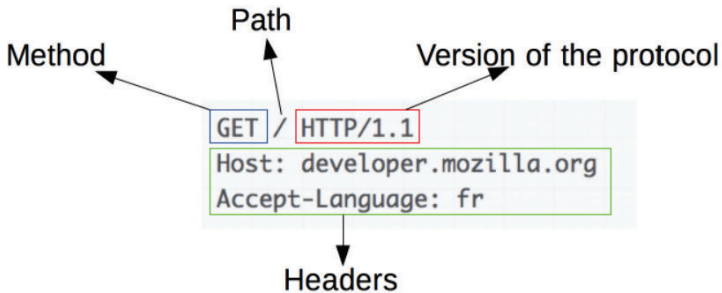 Path
Method
Version of the protocol
GET / HTTP/1.1
Host: developer.mozilla.org
Accept-Language: fr
Headers